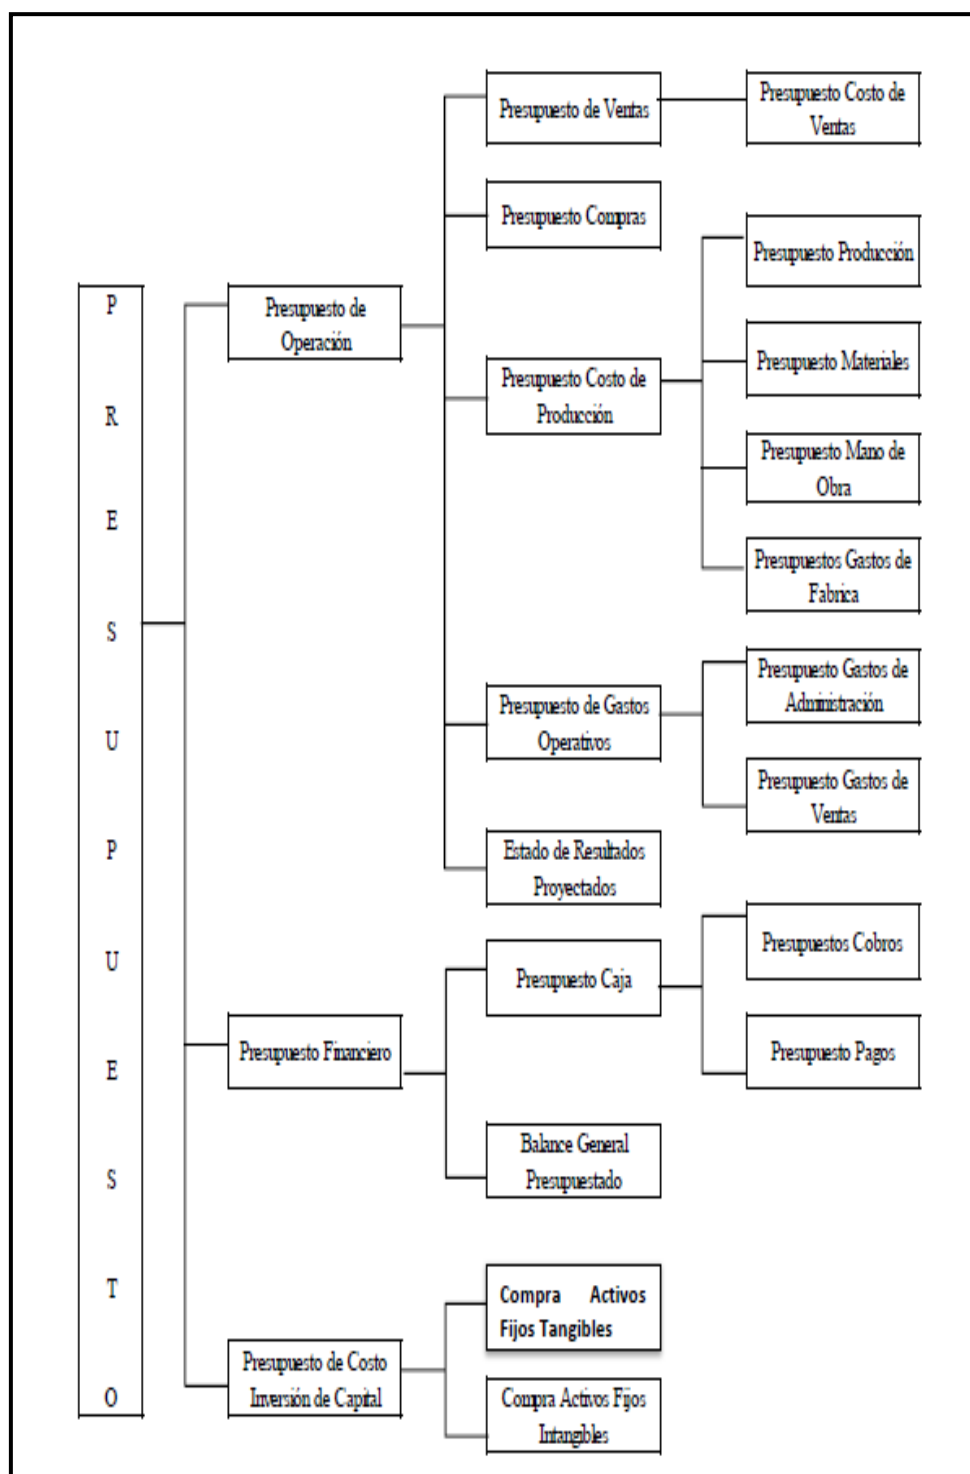 P
R
E
S
U
P
U
E
S
T
O
Presupuesto de
Operación
Presupuesto de Ventas
Presupuesto Costo de
Ventas
Presupuesto Compras
Presupuesto Costo de
Producción
Presupuesto Producción
Presupuesto Materiales
Presupuesto Mano de
Obra
Presupuestos Gastos de
Fabrica
Presupuesto de Gastos
Operativos
Presupuesto Gastos de
Administración
Presupuesto Gastos de
Ventas
Estado de Resultados
Proyectados
Presupuesto Financiero
Presupuesto Caja
Presupuestos Cobros
Presupuesto Pagos
Balance General
Presupuestado
Presupuesto de Costo
Inversión de Capital
Compra Activos
Fijos Tangibles
Compra Activos Fijos
Intangibles